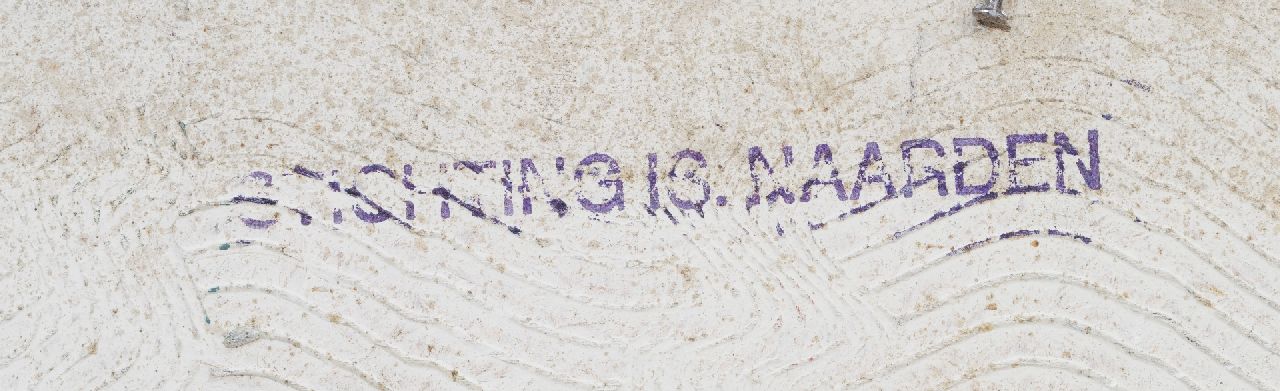 STICHTING IG. NAARDEN